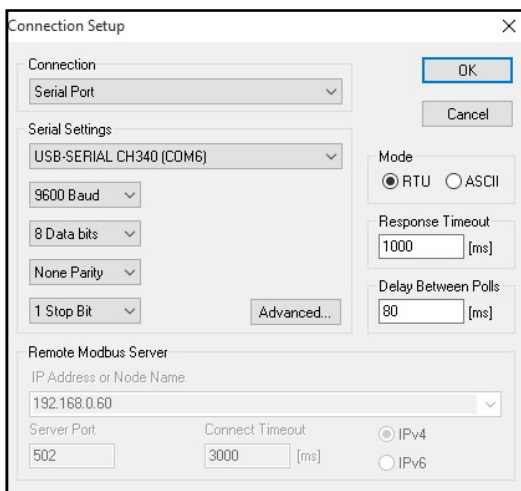 Connection Setup
Connection
OK
Serial Port
Cancel
Serial Settings
USB-SERIAL CH340 (COM6)
Mode
RTU ASCII
9600 Baud
8 Data bits
Response Timeout
1000 [ms]
None Parity
Delay Between Polls
1 Stop Bit Advanced... 80 [ms]
Remote Modbus Server
IP Address or Node Name
192.168.0.60
Server Port Connect Timeout IPv4
502 3000 [ms] IPv6